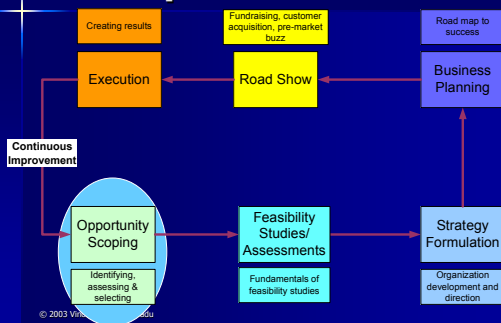 Creating results
Fundraising, customer
acquisition, pre-market
buzz
Road map to
success
Execution
Road Show
Business
Planning
Continuous
Improvement
Opportunity
Scoping
Feasibility
Studies/
Assessments
Strategy
Formulation
Identifying,
assessing &
selecting
Fundamentals of
feasibility studies
Organization
development and
direction
© 2003